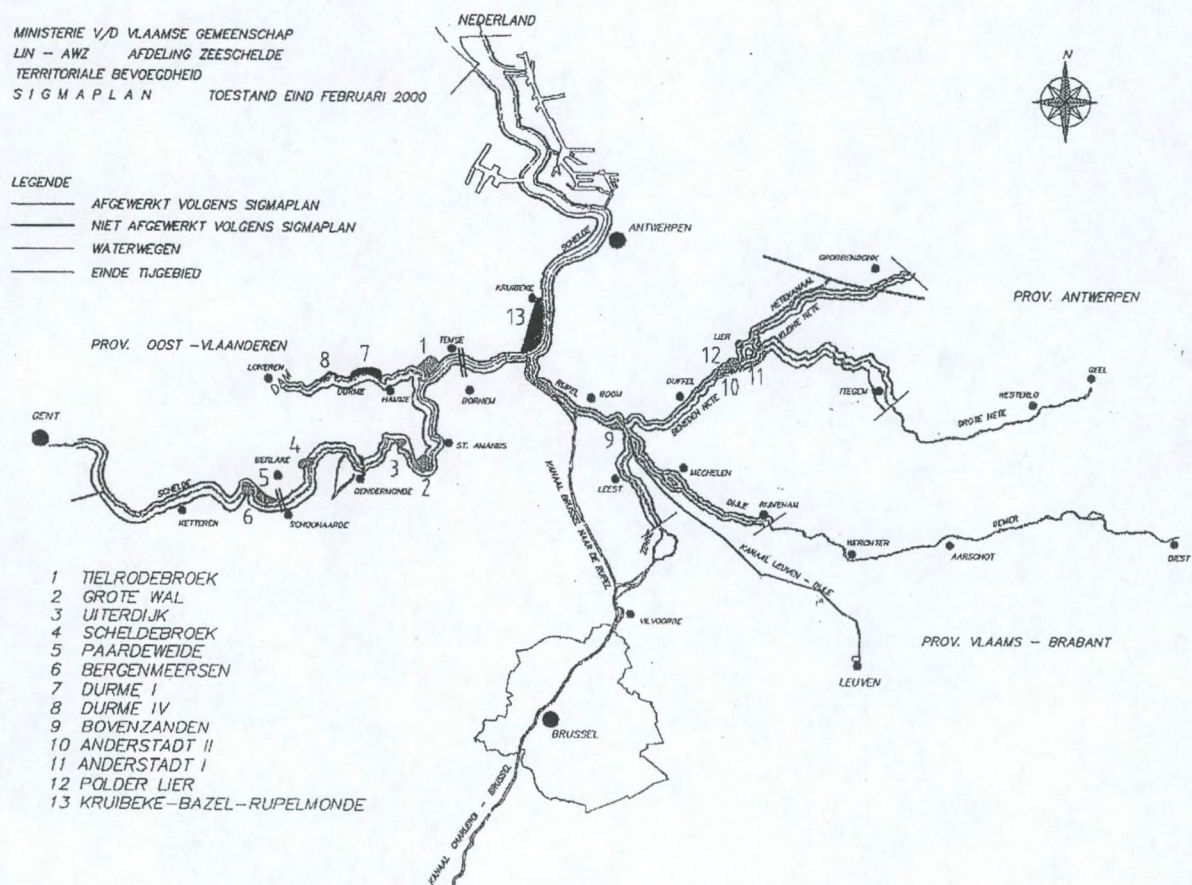 MINISTERIE V/D VLAAMSE GEMEENSCHAP
LIN - AWZ AFDELING ZEESCHELDE
TERRITORIALE BEVOEGDHEID
SIGMAPLAN TOESTAND EIND FEBRUARI 2000
LEGENDE
AFGEWERKT VOLGENS SIGMAPLAN
NIET AFGEWERKT VOLGENS SIGMAPLAN
WATERWEGEN
EINDE TIJGEBIED
NEDERLAND
N
SCHELDE
ANTWERPEN
KRUIBEKE
13
GROBBENDONK
NETEKANAAL
PROV. ANTWERPEN
PROV. OOST-VLAANDEREN
LOKEREN
8
7
DURME
HAMME
1
TEMSE
BORNHEM
LIER
12
KLEINE NETE
10
11
RUPEL
BOOM
DUFFEL
BENEDEN NETE
ITEGEM
GROTE NETE
WESTERLO
GEEL
GENT
SCHELDE
WETTEREN
6
5
BERLARE
4
SCHOONAARDE
DENDERMONDE
3
2
ST. AMANDS
9
LEEST
MECHELEN
DIJLE
RIJMENAM
WERCHTER
AARSCHOT
DEMER
DIEST
ZENNE
KANAAL BRUSSEL NAAR DE RUPEL
KANAAL LEUVEN - DIJLE
VILVOORDE
LEUVEN
PROV. VLAAMS - BRABANT
BRUSSEL
KANAAL CHARLEROI - BRUSSEL
1 TIELRODEBROEK
2 GROTE WAL
3 UITERDIJK
4 SCHELDEBROEK
5 PAARDEWEIDE
6 BERGENMEERSEN
7 DURME I
8 DURME IV
9 BOVENZANDEN
10 ANDERSTADT II
11 ANDERSTADT I
12 POLDER LIER
13 KRUIBEKE-BAZEL-RUPELMONDE